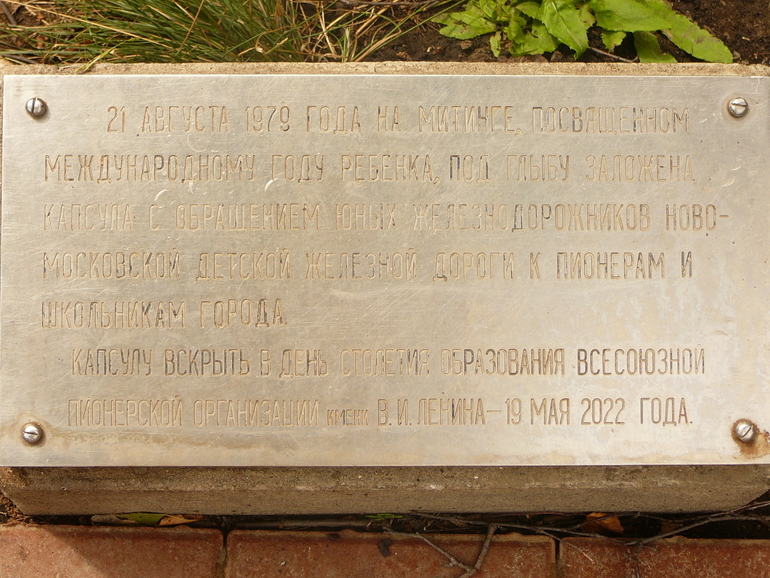 21 АВГУСТА 1979 ГОДА НА МИТИНГЕ, ПОСВЯЩЕННОМ
МЕЖДУНАРОДНОМУ ГОДУ РЕБЕНКА, ПОД ГЛЫБУ ЗАЛОЖЕНА
КАПСУЛА С ОБРАЩЕНИЕМ ЮНЫХ ЖЕЛЕЗНОДОРОЖНИКОВ НОВО-
МОСКОВСКОЙ ДЕТСКОЙ ЖЕЛЕЗНОЙ ДОРОГИ К ПИОНЕРАМ И
ШКОЛЬНИКАМ ГОРОДА.
КАПСУЛУ ВСКРЫТЬ В ДЕНЬ СТОЛЕТИЯ ОБРАЗОВАНИЯ ВСЕСОЮЗНОЙ
ПИОНЕРСКОЙ ОРГАНИЗАЦИИ ИМЕНИ В.И.ЛЕНИНА-19 МАЯ 2022 ГОДА.